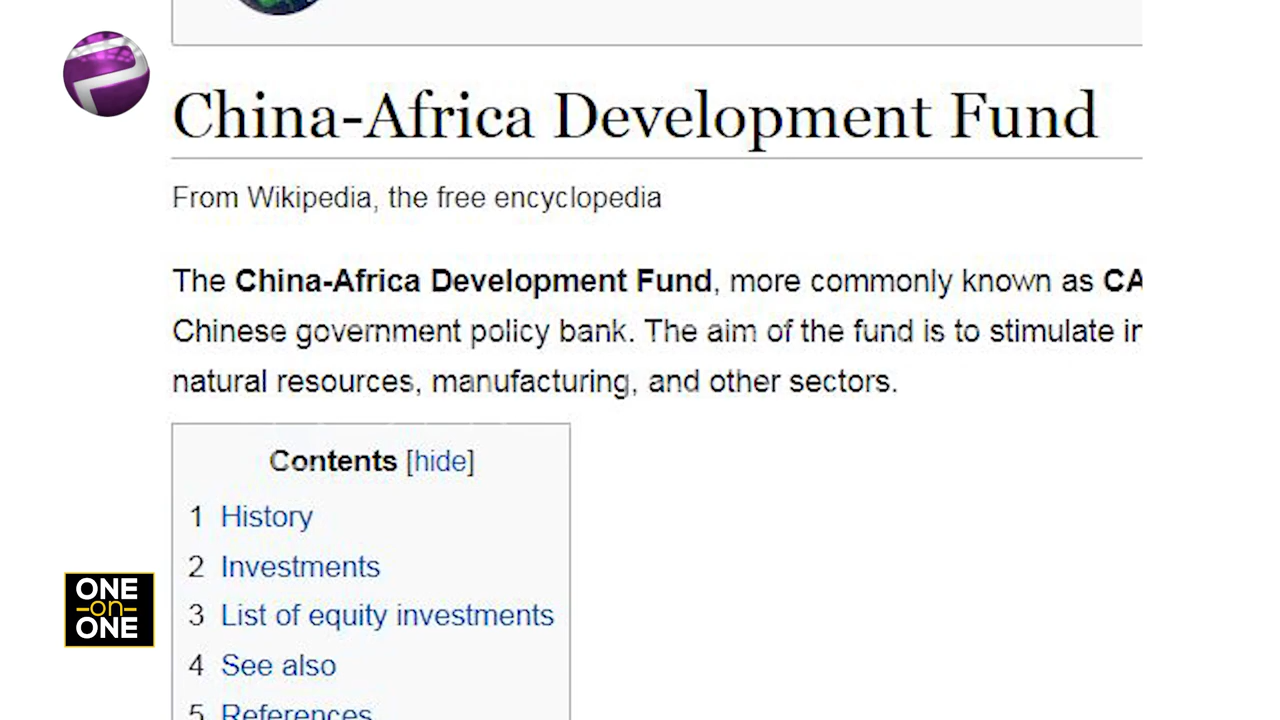 China-Africa Development Fund
From Wikipedia, the free encyclopedia
The China-Africa Development Fund, more commonly known as CA
Chinese government policy bank. The aim of the fund is to stimulate in
natural resources, manufacturing, and other sectors.
Contents [hide]
1 History
2 Investments
3 List of equity investments
4 See also
5 References
ONE
-on-
ONE